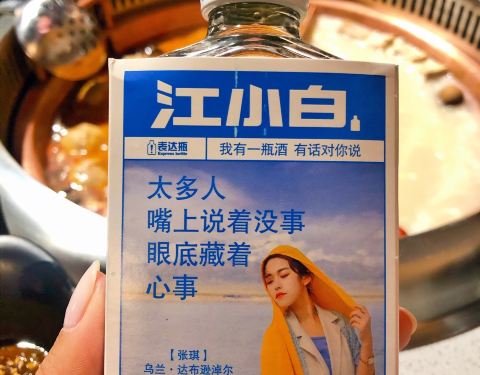 江小白
表达瓶
Express bottle
我有一瓶酒 有话对你说
太多人
嘴上说着没事
眼底藏着
心事
【张琪】
乌兰·达布逊淖尔